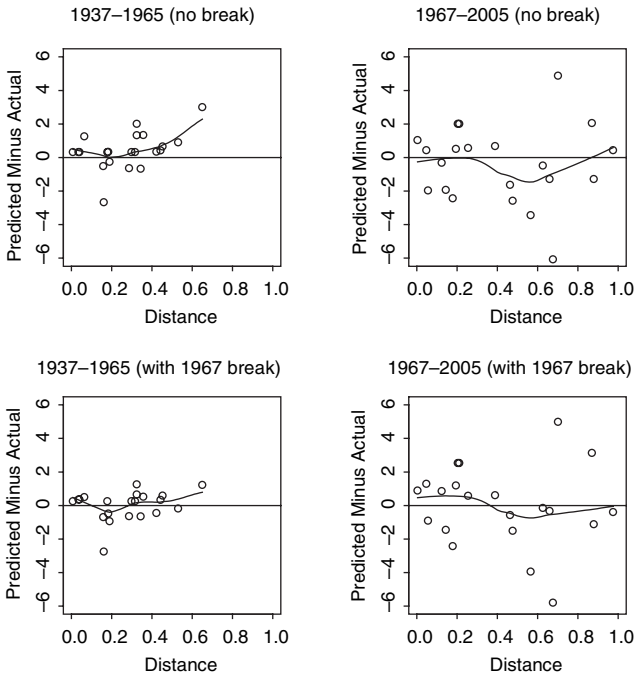 1937–1965 (no break)
1967–2005 (no break)
Predicted Minus Actual
6
4
2
0
−2
−4
−6
0.0 0.2 0.4 0.6 0.8 1.0
Distance
Predicted Minus Actual
6
4
2
0
−2
−4
−6
0.0 0.2 0.4 0.6 0.8 1.0
Distance
1937–1965 (with 1967 break)
1967–2005 (with 1967 break)
Predicted Minus Actual
6
4
2
0
−2
−4
−6
0.0 0.2 0.4 0.6 0.8 1.0
Distance
Predicted Minus Actual
6
4
2
0
−2
−4
−6
0.0 0.2 0.4 0.6 0.8 1.0
Distance